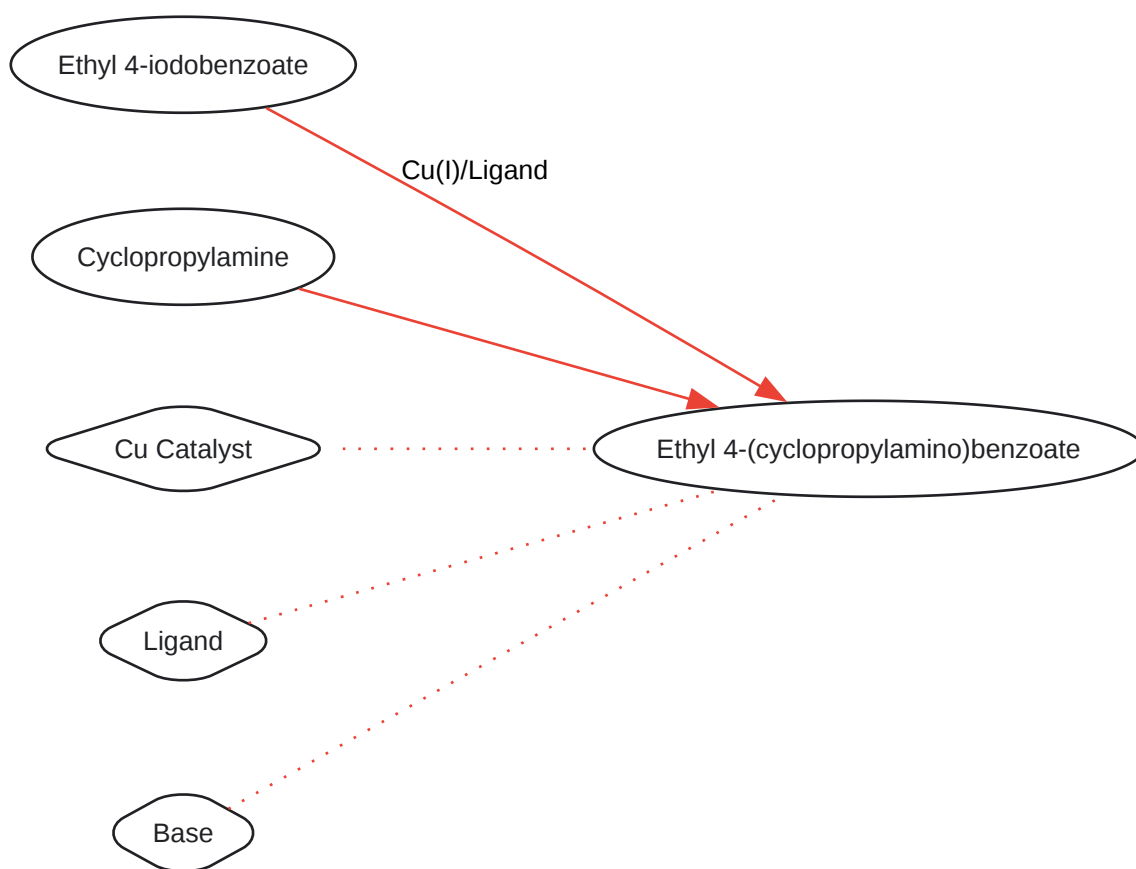 Ethyl 4-iodobenzoate
Cu(I)/Ligand
Cyclopropylamine
Cu Catalyst
Ethyl 4-(cyclopropylamino)benzoate
Ligand
Base